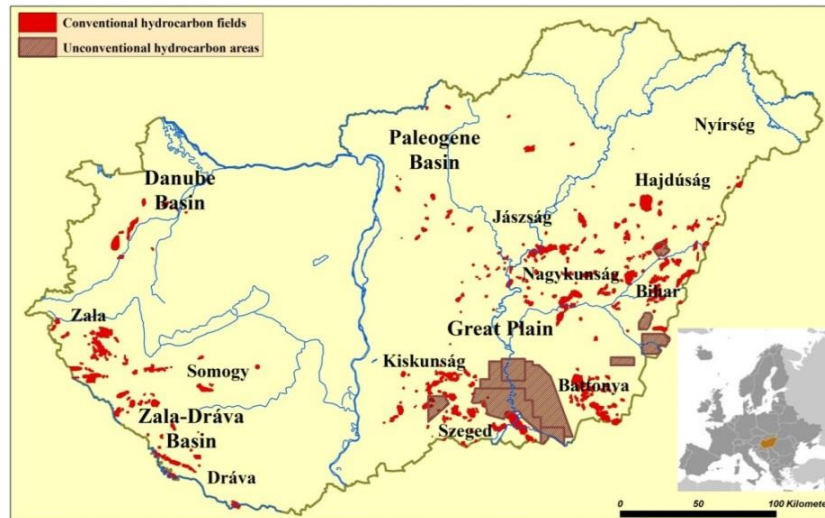 Conventional hydrocarbon fields
Unconventional hydrocarbon areas
Nyírség
Paleogene
Basin
Danube
Basin
Hajdúság
Jászság
Nagykunság
Bihar
Zala
Great Plain
Kiskunság
Somogy
Battonya
Zala-Dráva
Basin
Szeged
Dráva
0 50 100 Kilomete